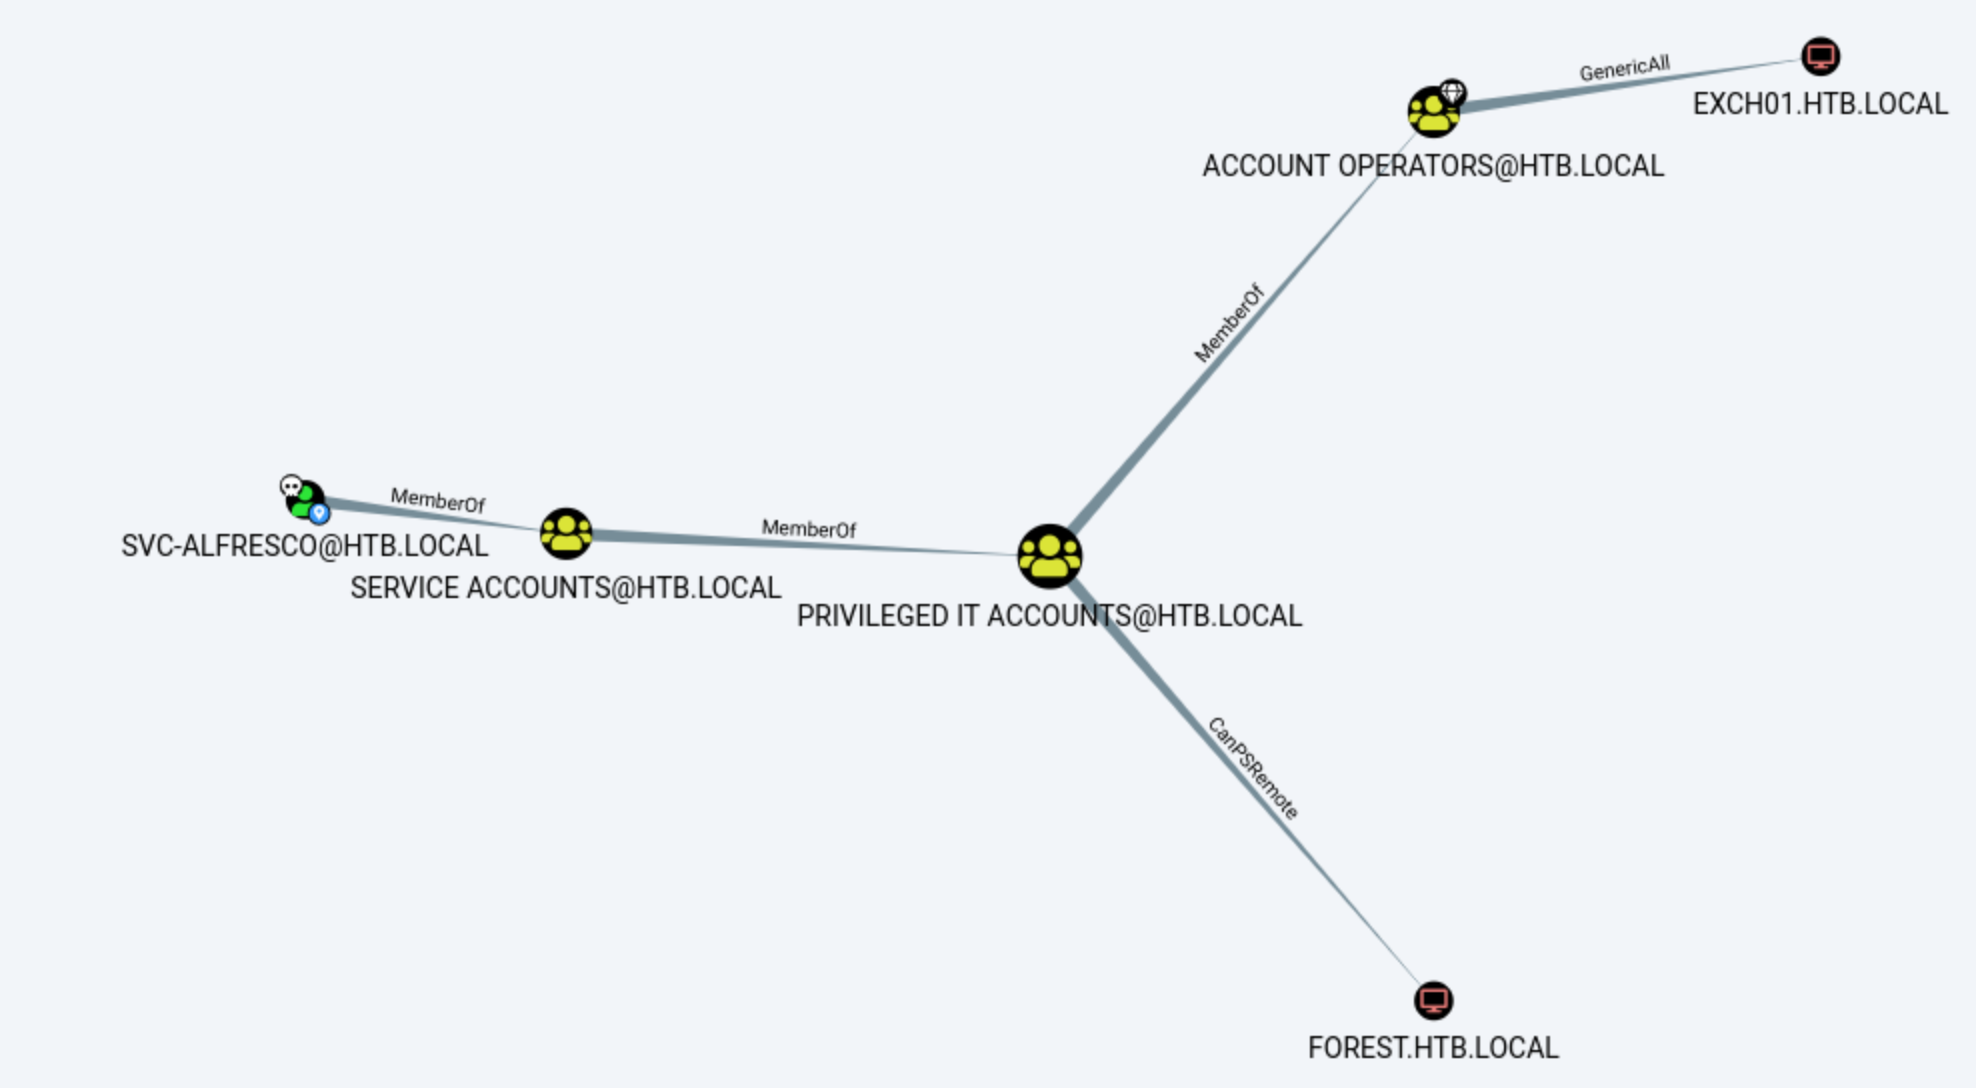 GenericAll
EXCH01.HTB.LOCAL
ACCOUNT OPERATORS@HTB.LOCAL
MemberOf
MemberOf
SVC-ALFRESCO@HTB.LOCAL
MemberOf
SERVICE ACCOUNTS@HTB.LOCAL
PRIVILEGED IT ACCOUNTS@HTB.LOCAL
CanPSRemote
FOREST.HTB.LOCAL